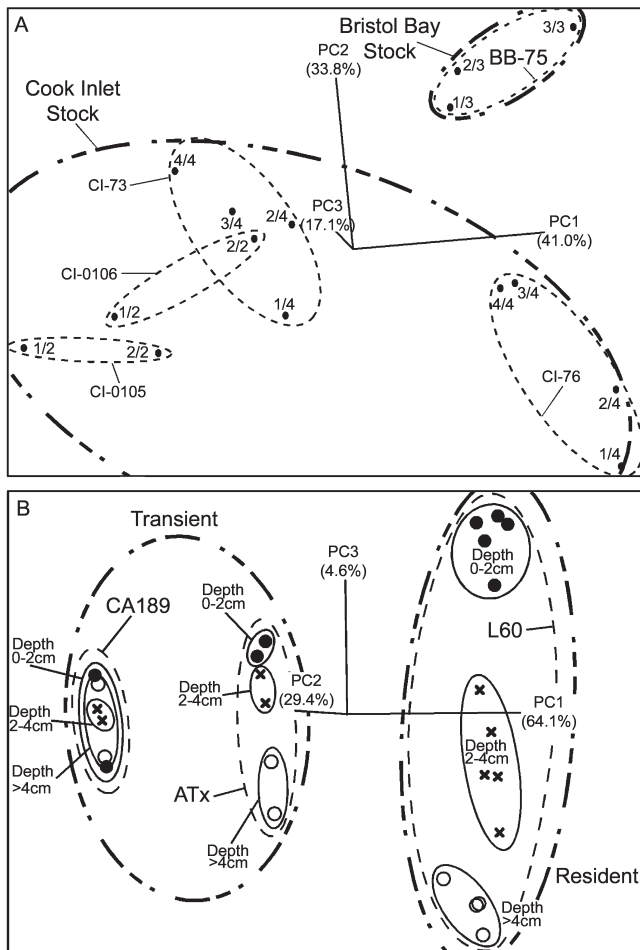 A
Bristol Bay
Stock
3/3
2/3
BB-75
1/3
PC2
(33.8%)
Cook Inlet
Stock
4/4
CI-73
3/4
2/4
PC3
(17.1%)
2/2
PC1
(41.0%)
CI-0106
1/2
1/4
4/4
3/4
1/2
2/2
CI-0105
CI-76
2/4
1/4
B
Transient
PC3
(4.6%)
Depth
0-2cm
CA189
Depth
0-2cm
L60
Depth
0-2cm
PC2
(29.4%)
Depth
2-4cm
PC1
(64.1%)
Depth
2-4cm
Depth
2-4cm
Depth
>4cm
ATx
Depth
>4cm
Resident
Depth
>4cm